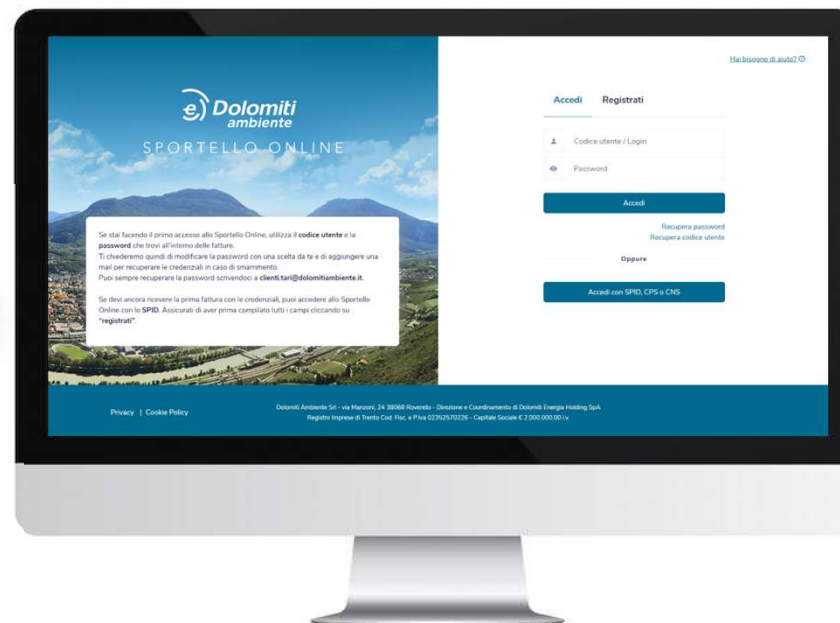 Hai bisogno di aiuto?
e) Dolomiti
ambiente
SPORTELLO ONLINE
Accedi Registrati
Codice utente / Login
Password
Accedi
Recupera password
Recupera codice utente
Oppure
Accedi con SPID, CPS o CNS
Se stai facendo il primo accesso allo Sportello Online, utilizza il codice utente e la
password che trovi all'interno delle fatture.
Ti chiederemo quindi di modificare la password con una scelta da te e di aggiungere una
mail per recuperare le credenziali in caso di smarrimento.
Puoi sempre recuperare la password scrivendoci a clienti.tari@dolomitiambiente.it.
Se devi ancora ricevere la prima fattura con le credenziali, puoi accedere allo Sportello
Online con lo SPID. Assicurati di aver prima compilato tutti i campi cliccando su
"registrati".
Privacy | Cookie Policy
Dolomiti Ambiente Srl - via Manzoni, 24 38068 Rovereto - Direzione e Coordinamento di Dolomiti Energia Holding SpA
Registro Imprese di Trento Cod. Fisc. e P.Iva 02352570226 - Capitale Sociale € 2.000.000,00 i.v.